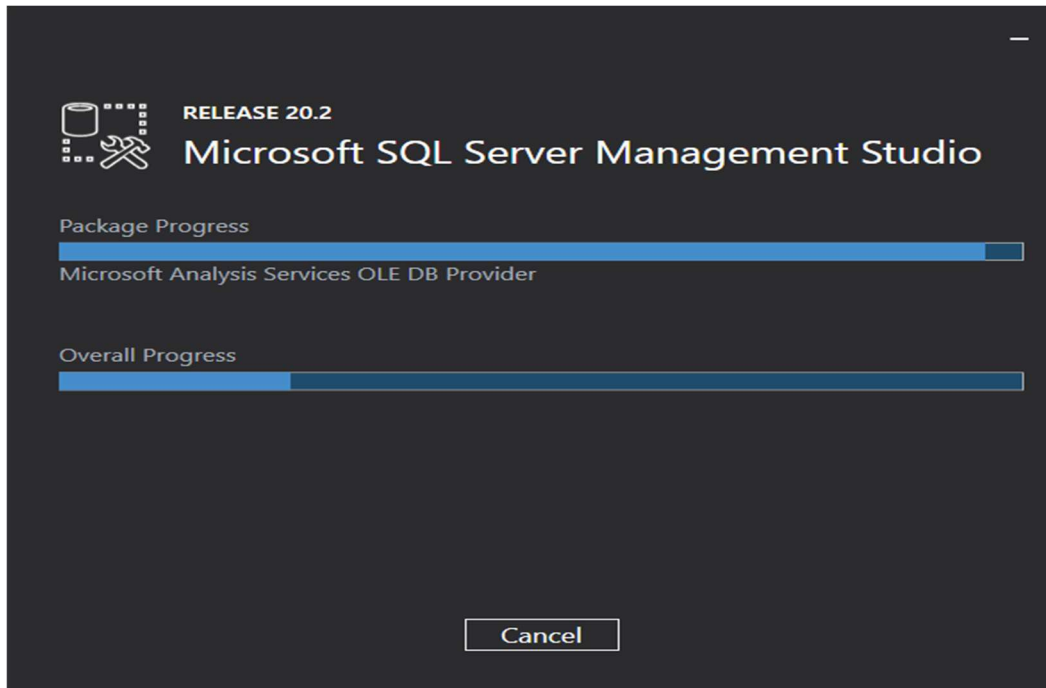 RELEASE 20.2
Microsoft SQL Server Management Studio
Package Progress
Microsoft Analysis Services OLE DB Provider
Overall Progress
Cancel